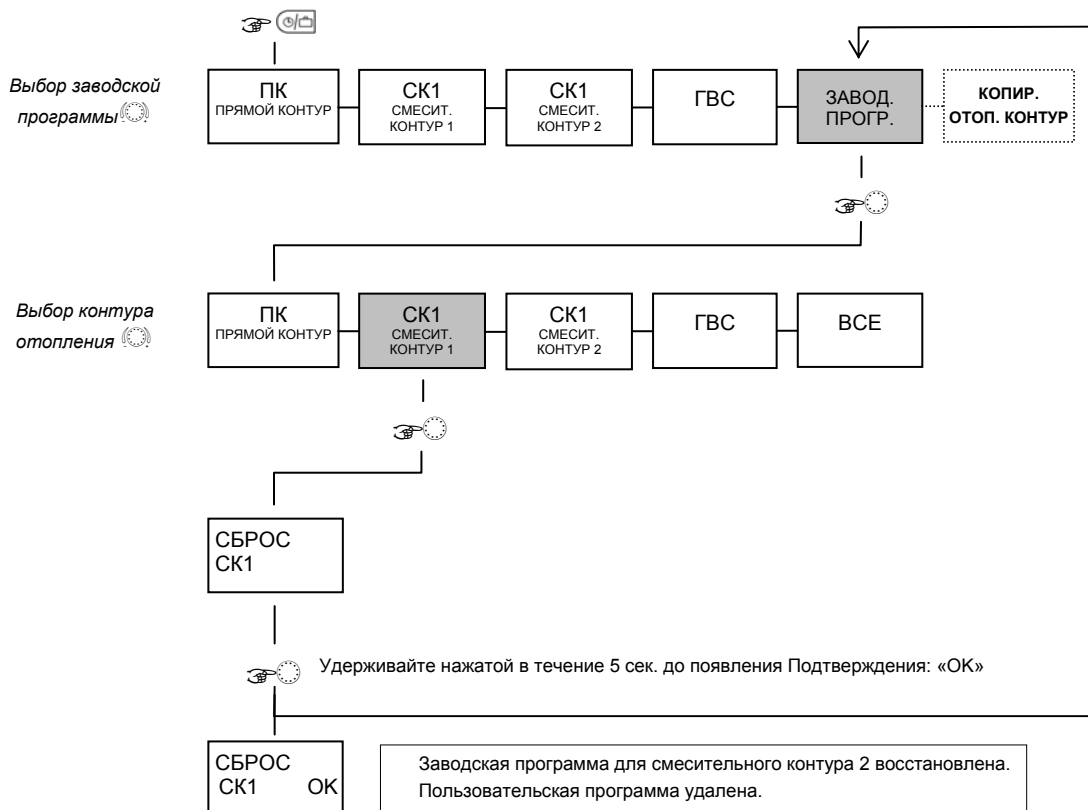 Выбор заводской
программы
ПК
ПРЯМОЙ КОНТУР
СК1
СМЕСИТ.
КОНТУР 1
СК1
СМЕСИТ.
КОНТУР 2
ГВС
ЗАВОД.
ПРОГР.
КОПИР.
ОТОП. КОНТУР
Выбор контура
отопления
ПК
ПРЯМОЙ КОНТУР
СК1
СМЕСИТ.
КОНТУР 1
СК1
СМЕСИТ.
КОНТУР 2
ГВС
ВСЕ
СБРОС
СК1
Удерживайте нажатой в течение 5 сек. до появления Подтверждения: «OK»
СБРОС
СК1 OK
Заводская программа для смесительного контура 2 восстановлена.
Пользовательская программа удалена.